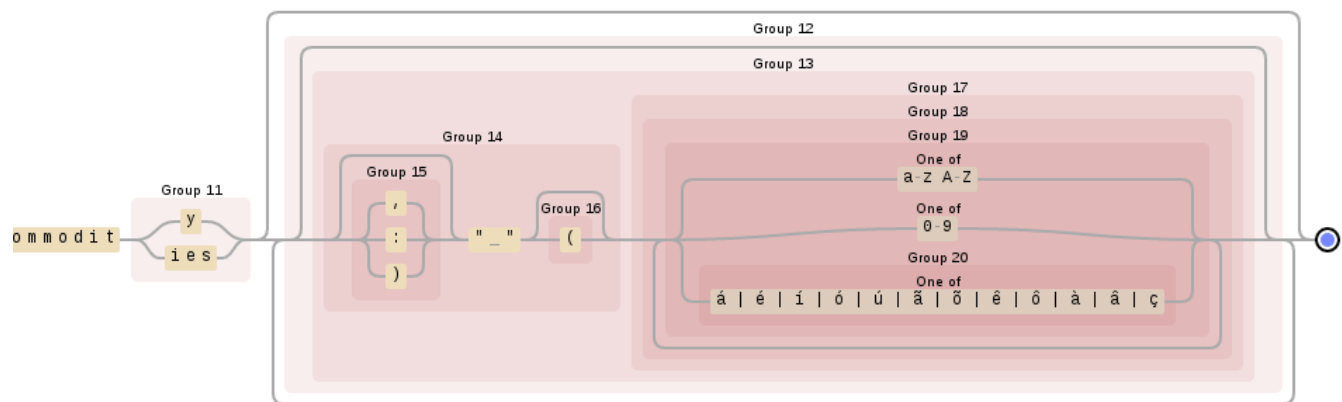 Group 12
Group 13
Group 17
Group 18
Group 14
Group 19
Group 15
One of
a-z A-Z
Group 11
,
Group 16
One of
y
0-9
ommodit
:
"_"
(
ies
Group 20
)
One of
á | é | í | ó | ú | ã | õ | ê | ô | à | â | ç